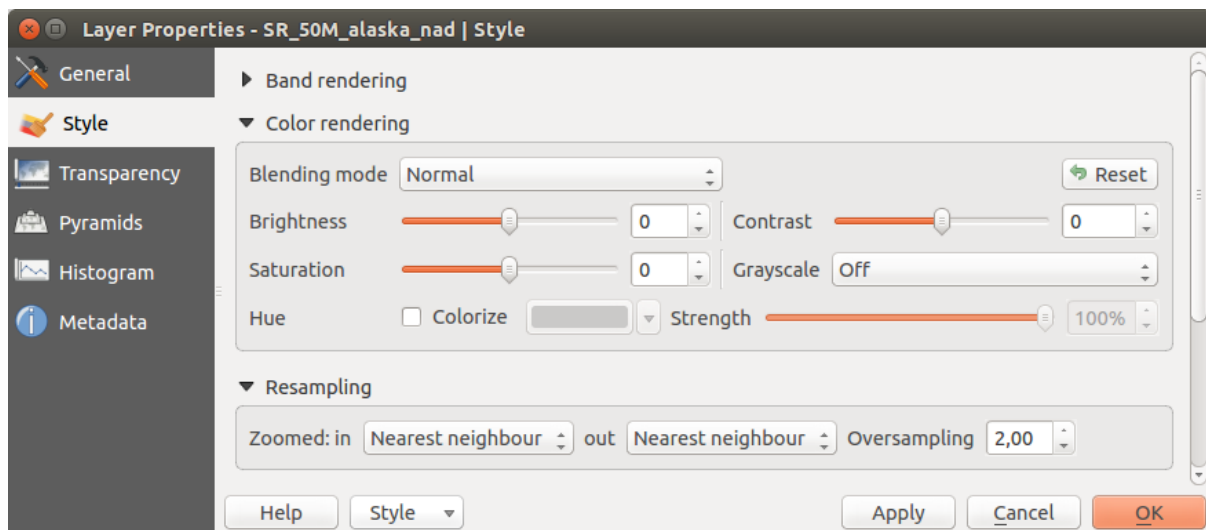 Layer Properties - SR_50M_alaska_nad | Style
General
Style
Transparency
Pyramids
Histogram
Metadata
Band rendering
Color rendering
Blending mode Normal Reset
Brightness 0 Contrast 0
Saturation 0 Grayscale Off
Hue Colorize Strength 100%
Resampling
Zoomed: in Nearest neighbour out Nearest neighbour Oversampling 2,00
Help Style Apply Cancel OK